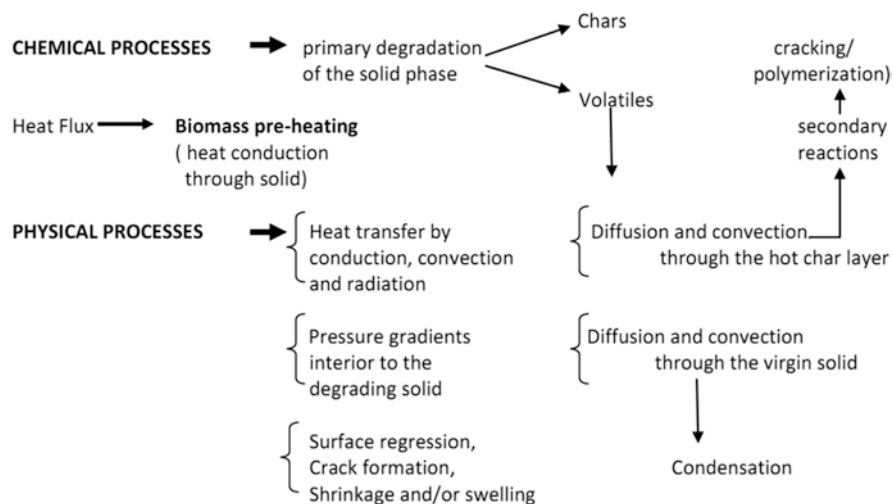 CHEMICAL PROCESSES
primary degradation
of the solid phase
Chars
Volatiles
cracking/
polymerization)
secondary
reactions
Heat Flux
Biomass pre-heating
( heat conduction
through solid)
PHYSICAL PROCESSES
Heat transfer by
conduction, convection
and radiation
Diffusion and convection
through the hot char layer
Pressure gradients
interior to the
degrading solid
Diffusion and convection
through the virgin solid
Surface regression,
Crack formation,
Shrinkage and/or swelling
Condensation